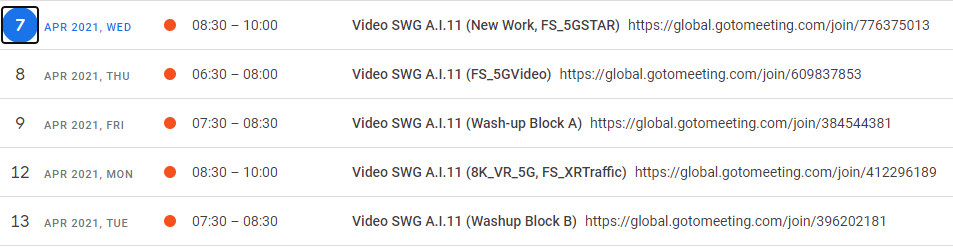 7 APR 2021, WED 08:30 – 10:00 Video SWG A.I.11 (New Work, FS_5GSTAR) https://global.gotomeeting.com/join/776375013
8 APR 2021, THU 06:30 – 08:00 Video SWG A.I.11 (FS_5GVideo) https://global.gotomeeting.com/join/609837853
9 APR 2021, FRI 07:30 – 08:30 Video SWG A.I.11 (Wash-up Block A) https://global.gotomeeting.com/join/384544381
12 APR 2021, MON 08:30 – 10:00 Video SWG A.I.11 (8K_VR_5G, FS_XRTraffic) https://global.gotomeeting.com/join/412296189
13 APR 2021, TUE 07:30 – 08:30 Video SWG A.I.11 (Washup Block B) https://global.gotomeeting.com/join/396202181